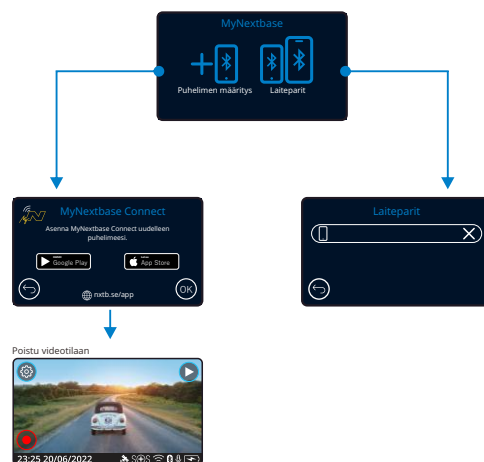 MyNextbase
Puhelimen määritys
Laiteparit
MyNextbase Connect
Asenna MyNextbase Connect uudelleen
puhelimeesi.
Google Play
App Store
nxtb.se/app
OK
Laiteparit
Poistu videotilaan
23:25 20/06/2022
SOS